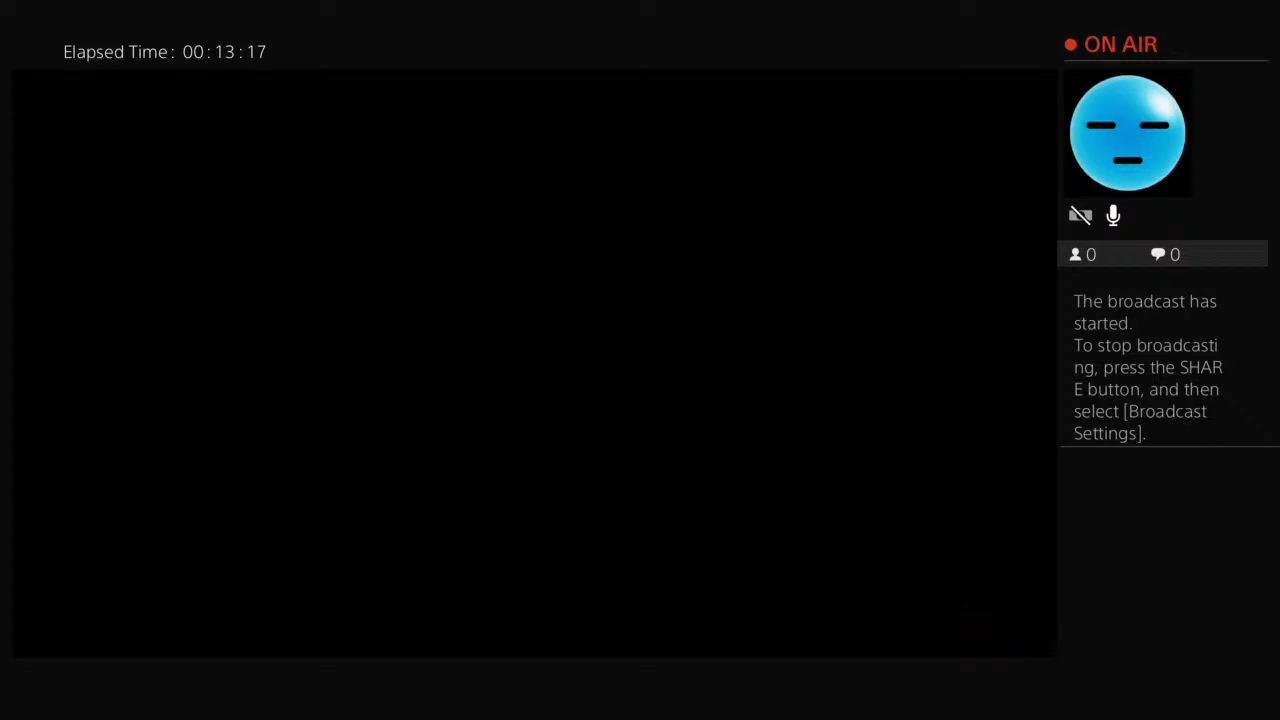 Elapsed Time: 00:13:17
ON AIR
0 0
The broadcast has
started.
To stop broadcasti
ng, press the SHAR
E button, and then
select [Broadcast
Settings].